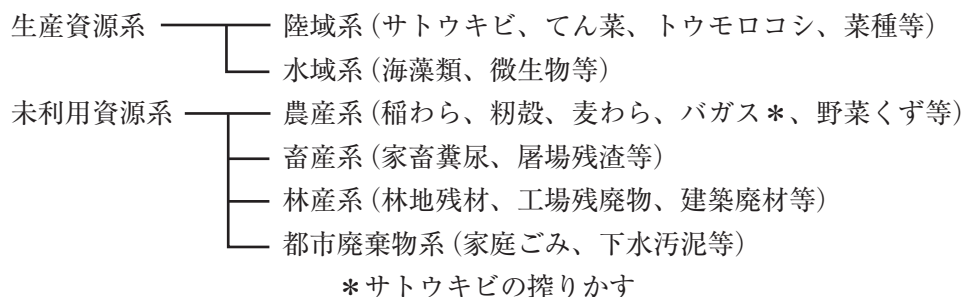 生産資源系 陸域系(サトウキビ、てん菜、トウモロコシ、菜種等)
水域系(海藻類、微生物等)
未利用資源系 農産系(稲わら、籾殻、麦わら、バガス＊、野菜くず等)
畜産系(家畜糞尿、屠場残渣等)
林産系(林地残材、工場残廃物、建築廃材等)
都市廃棄物系(家庭ごみ、下水汚泥等)
＊サトウキビの搾りかす